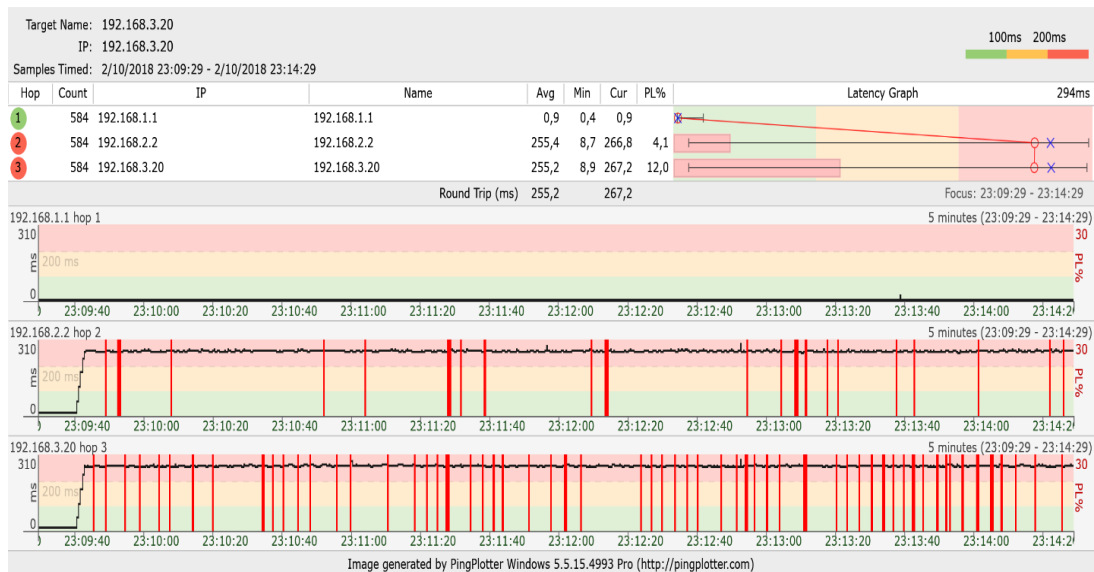 Target Name: 192.168.3.20
IP: 192.168.3.20
Samples Timed: 2/10/2018 23:09:29 - 2/10/2018 23:14:29
100ms 200ms
Hop Count IP Name Avg Min Cur PL% Latency Graph 294ms
1 584 192.168.1.1 192.168.1.1 0,9 0,4 0,9
2 584 192.168.2.2 192.168.2.2 255,4 8,7 266,8 4,1
3 584 192.168.3.20 192.168.3.20 255,2 8,9 267,2 12,0
Round Trip (ms) 255,2 267,2 Focus: 23:09:29 - 23:14:29
192.168.1.1 hop 1 5 minutes (23:09:29 - 23:14:29)
310 30
200 ms
ms PL%
0
23:09:40 23:10:00 23:10:20 23:10:40 23:11:00 23:11:20 23:11:40 23:12:00 23:12:20 23:12:40 23:13:00 23:13:20 23:13:40 23:14:00 23:14:2
192.168.2.2 hop 2 5 minutes (23:09:29 - 23:14:29)
310 30
200 ms
ms PL%
0
23:09:40 23:10:00 23:10:20 23:10:40 23:11:00 23:11:20 23:11:40 23:12:00 23:12:20 23:12:40 23:13:00 23:13:20 23:13:40 23:14:00 23:14:2
192.168.3.20 hop 3 5 minutes (23:09:29 - 23:14:29)
310 30
200 ms
ms PL%
0
23:09:40 23:10:00 23:10:20 23:10:40 23:11:00 23:11:20 23:11:40 23:12:00 23:12:20 23:12:40 23:13:00 23:13:20 23:13:40 23:14:00 23:14:2
Image generated by PingPlotter Windows 5.5.15.4993 Pro (http://pingplotter.com)